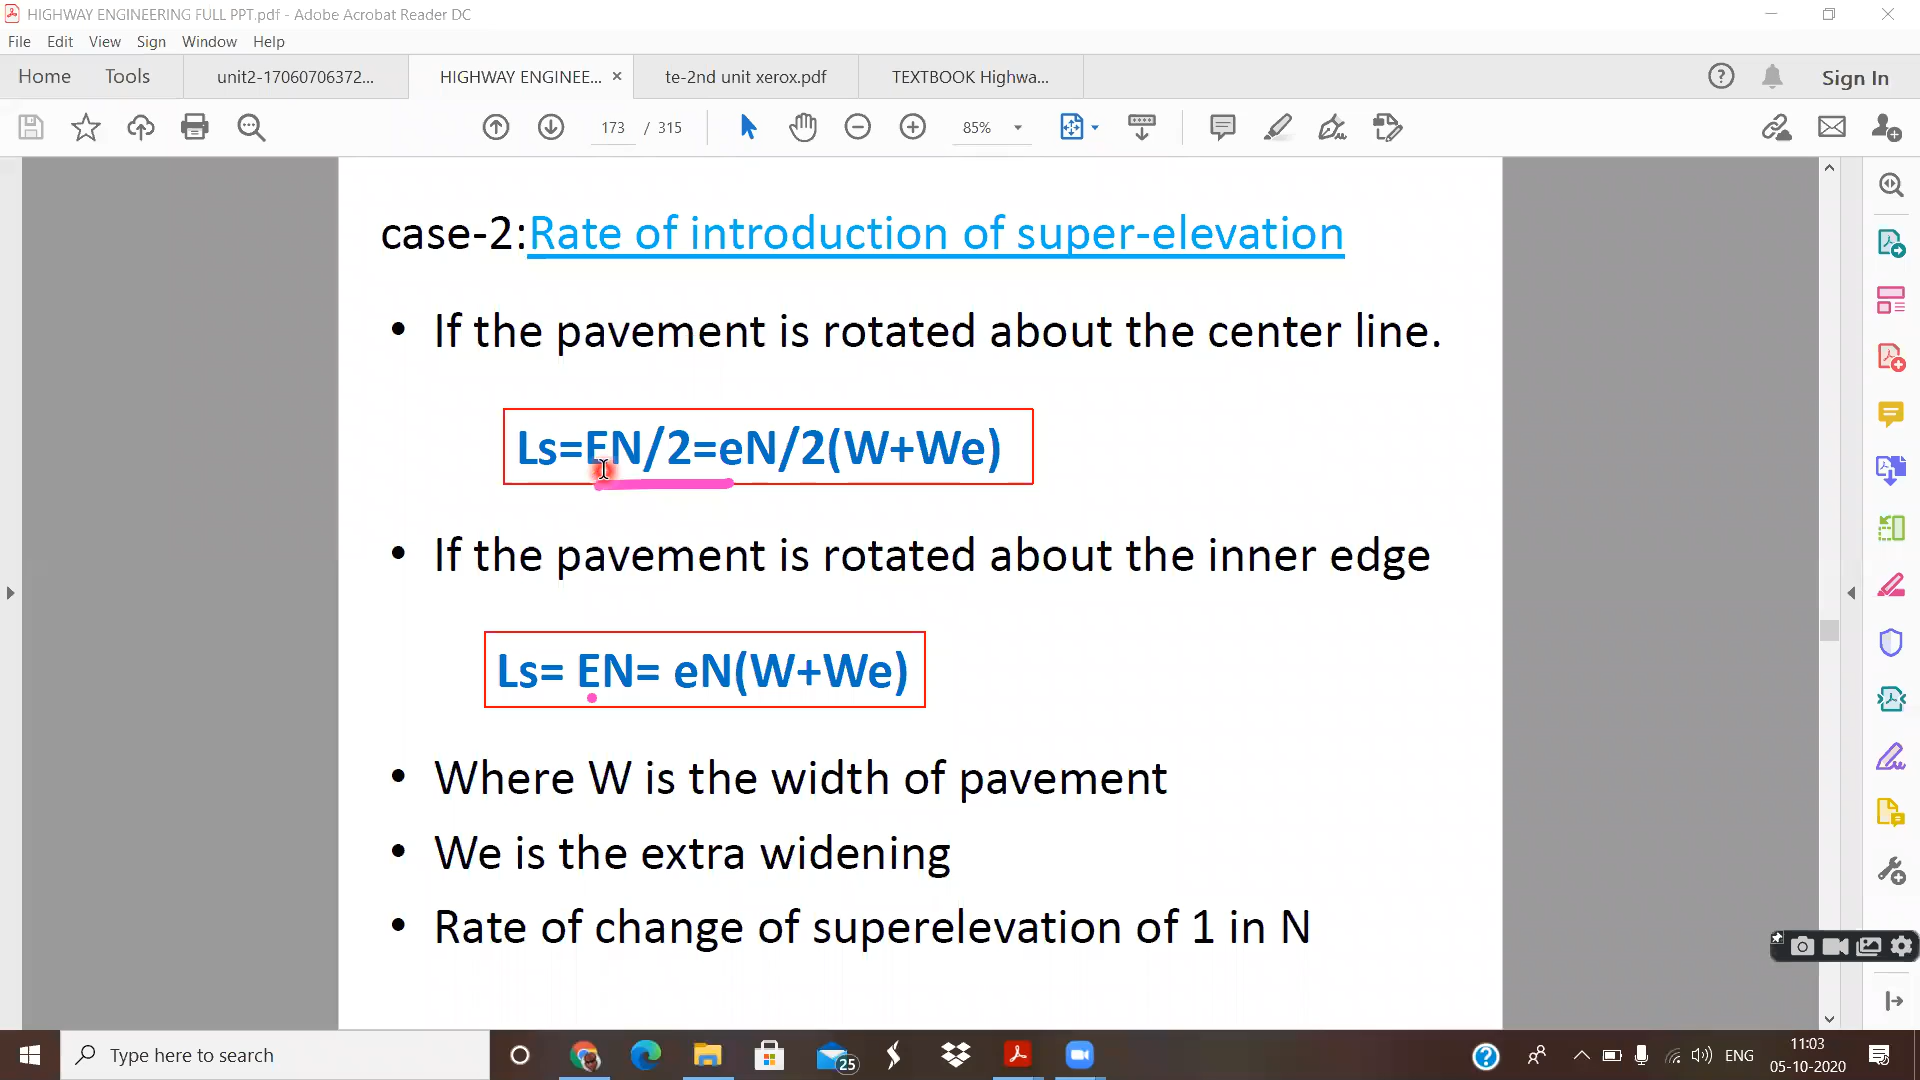 HIGHWAY ENGINEERING FULL PPT.pdf - Adobe Acrobat Reader DC
File Edit View Sign Window Help
Home Tools unit2-17060706372... HIGHWAY ENGINEE... × te-2nd unit xerox.pdf TEXTBOOK Highwa... Sign In
173 / 315 85%
case-2:Rate of introduction of super-elevation
• If the pavement is rotated about the center line.
Ls=EN/2=eN/2(W+We)
• If the pavement is rotated about the inner edge
Ls= EN= eN(W+We)
• Where W is the width of pavement
• We is the extra widening
• Rate of change of superelevation of 1 in N
Type here to search 25 ENG 11:03
05-10-2020